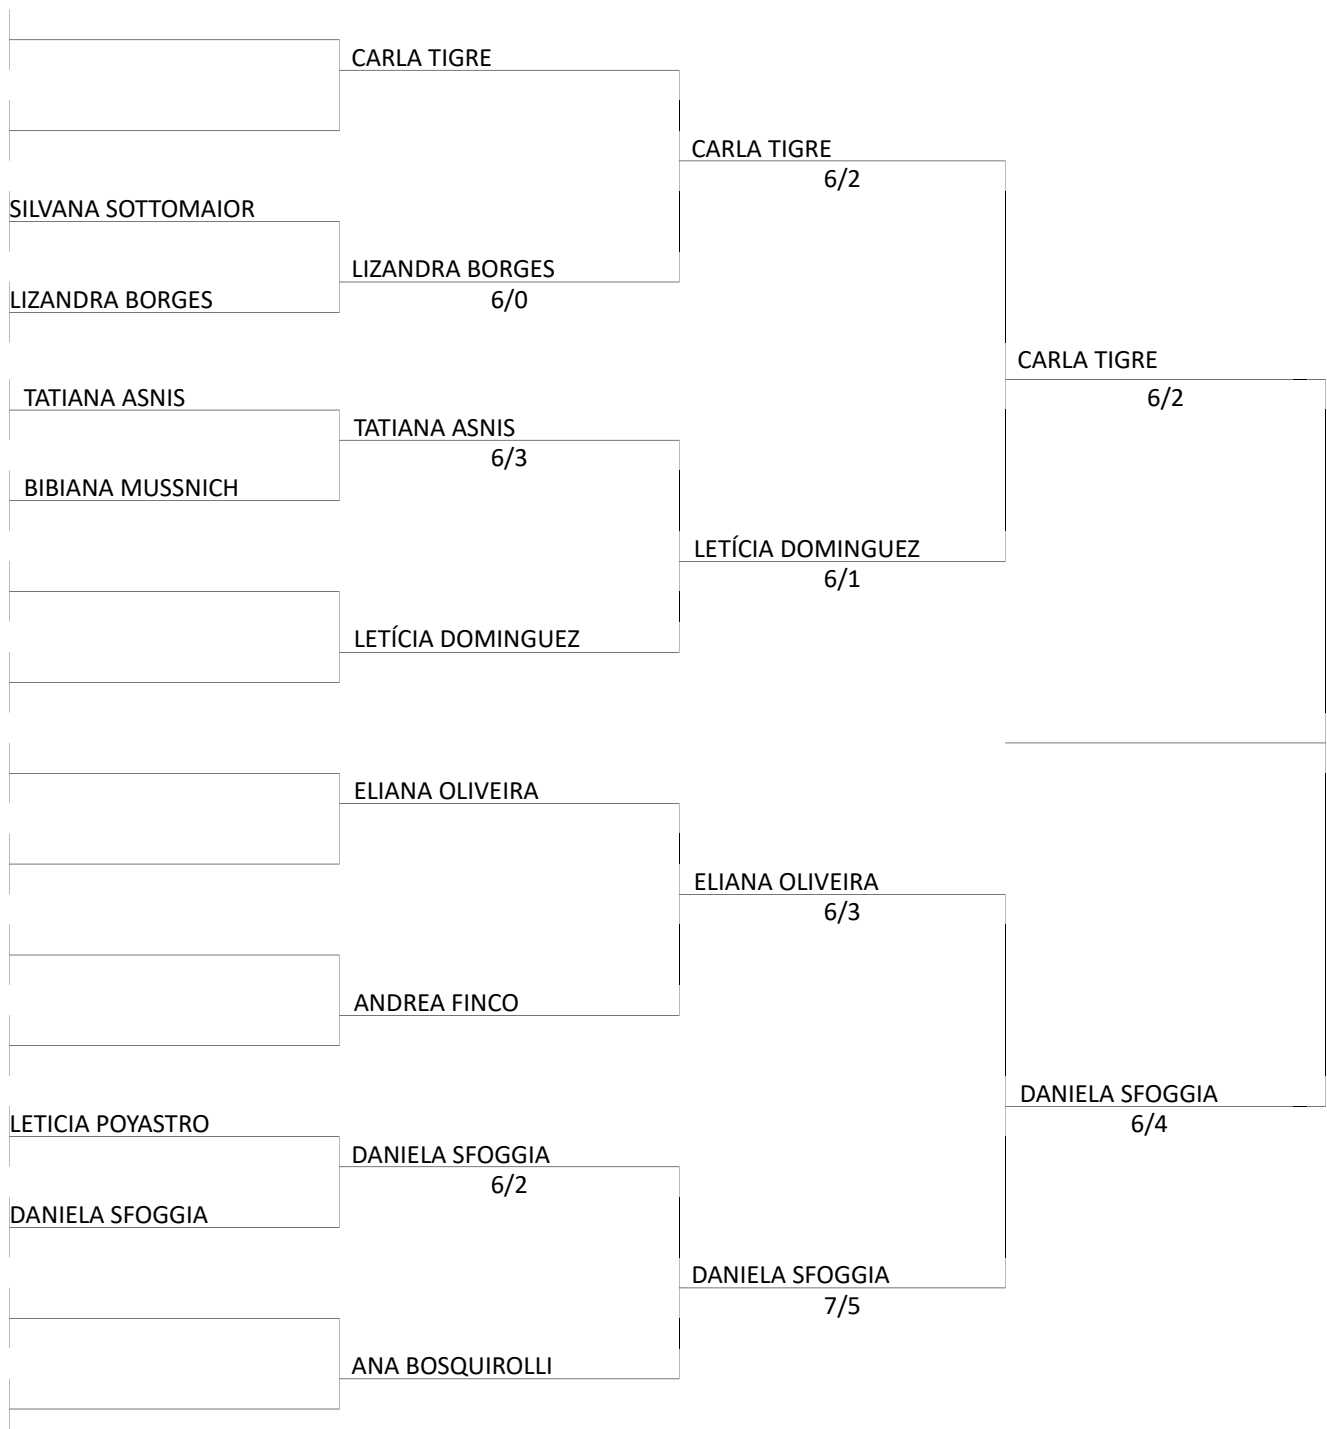 CARLA TIGRE
CARLA TIGRE
6/2
SILVANA SOTTOMAIOR
LIZANDRA BORGES
LIZANDRA BORGES
6/0
CARLA TIGRE
6/2
TATIANA ASNIS
TATIANA ASNIS
6/3
BIBIANA MUSSNICH
LETÍCIA DOMINGUEZ
6/1
LETÍCIA DOMINGUEZ
ELIANA OLIVEIRA
ELIANA OLIVEIRA
6/3
ANDREA FINCO
DANIELA SFOGGIA
6/4
LETICIA POYASTRO
DANIELA SFOGGIA
6/2
DANIELA SFOGGIA
DANIELA SFOGGIA
7/5
ANA BOSQUIROLLI